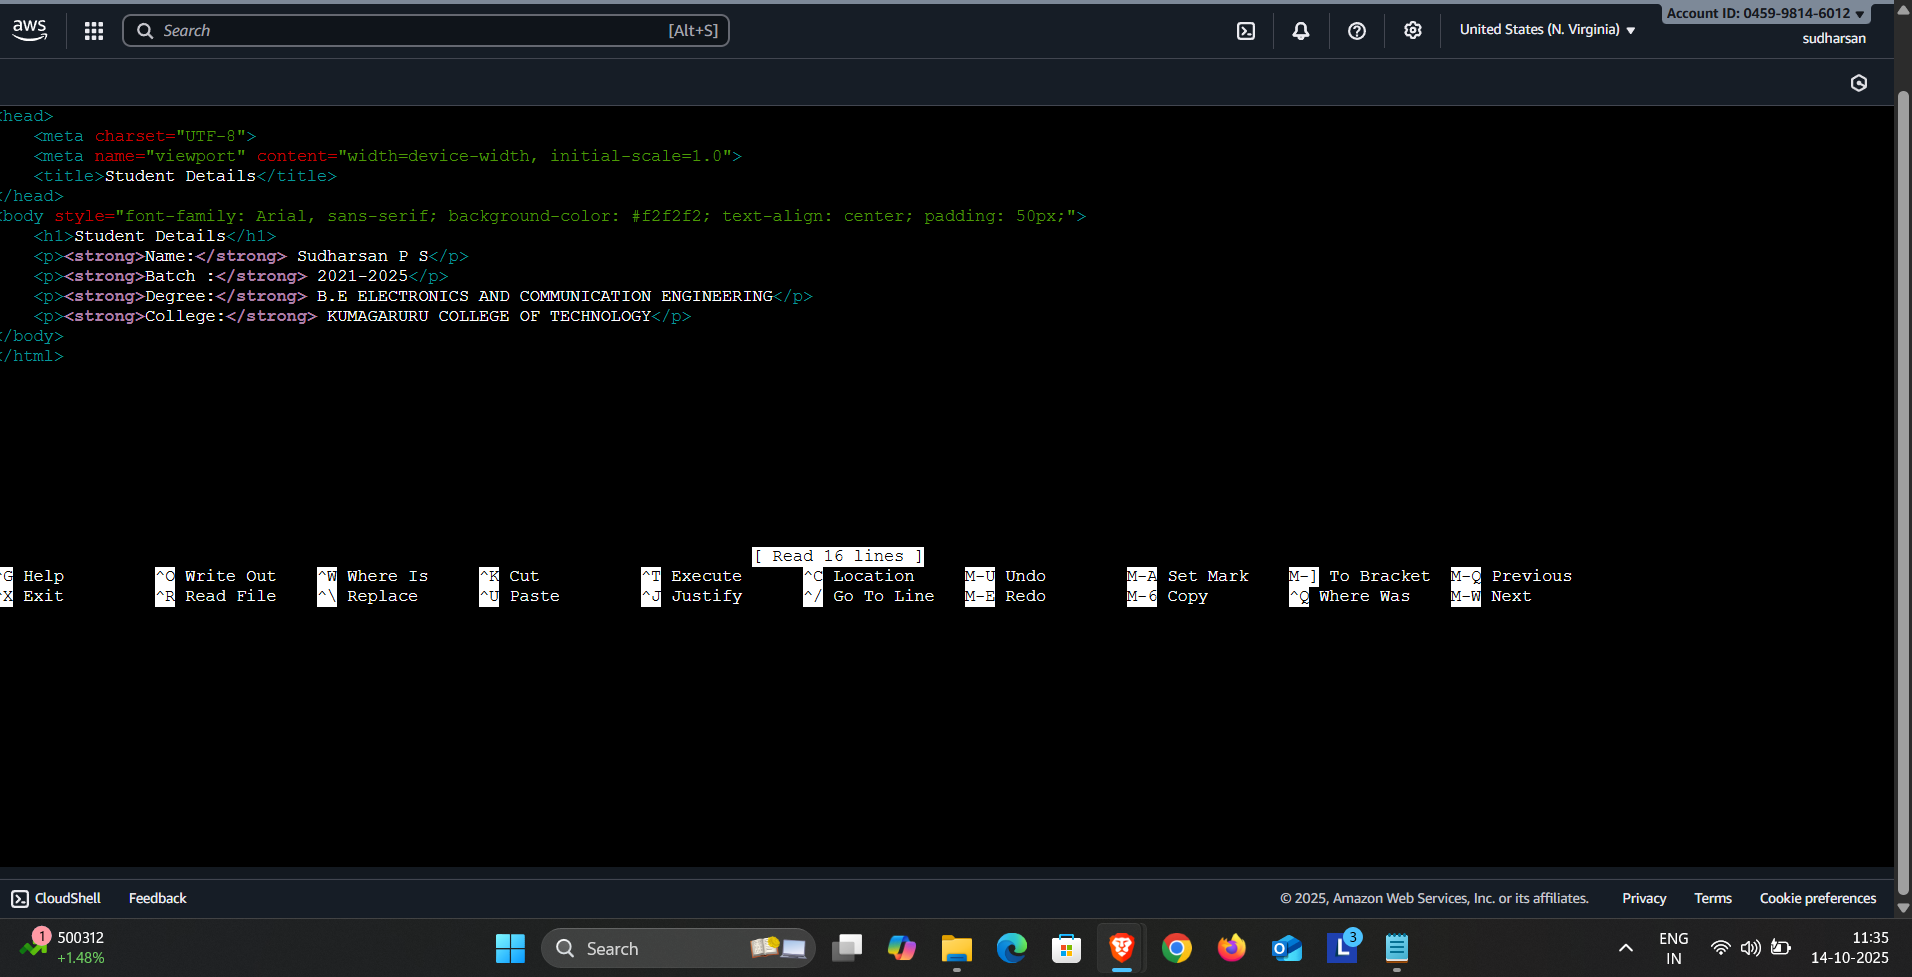 aws
Search [Alt+S]
United States (N. Virginia)
Account ID: 0459-9814-6012
sudharsan
<head>
<meta charset="UTF-8">
<meta name="viewport" content="width=device-width, initial-scale=1.0">
<title>Student Details</title>
</head>
<body style="font-family: Arial, sans-serif; background-color: #f2f2f2; text-align: center; padding: 50px;">
<h1>Student Details</h1>
<p><strong>Name:</strong> Sudharsan P S</p>
<p><strong>Batch :</strong> 2021-2025</p>
<p><strong>Degree:</strong> B.E ELECTRONICS AND COMMUNICATION ENGINEERING</p>
<p><strong>College:</strong> KUMAGARURU COLLEGE OF TECHNOLOGY</p>
</body>
</html>
[ Read 16 lines ]
^G Help ^O Write Out ^W Where Is ^K Cut ^T Execute ^C Location M-U Undo M-A Set Mark M-] To Bracket M-Q Previous
^X Exit ^R Read File ^\ Replace ^U Paste ^J Justify ^/ Go To Line M-E Redo M-6 Copy ^Q Where Was M-W Next
CloudShell Feedback © 2025, Amazon Web Services, Inc. or its affiliates. Privacy Terms Cookie preferences
1 500312
+1.48%
Search
3
ENG
IN
11:35
14-10-2025